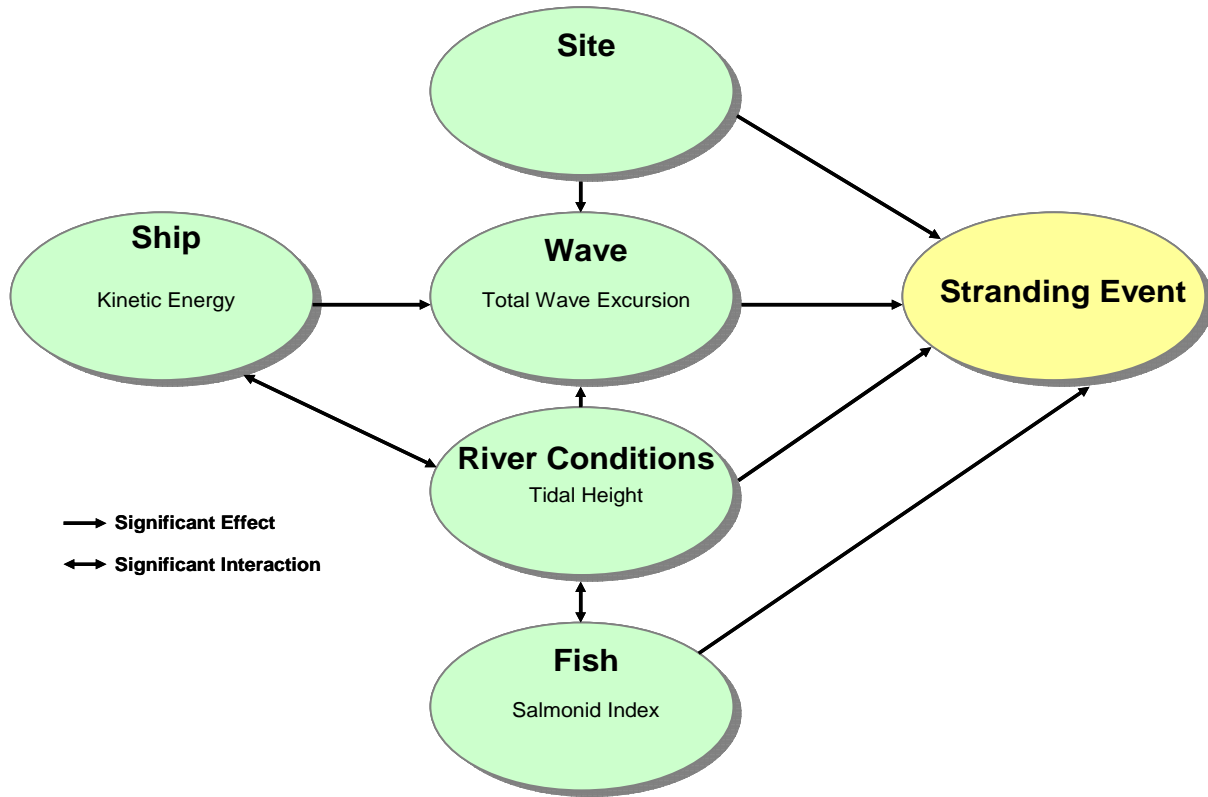 Site
Ship
Kinetic Energy
Wave
Total Wave Excursion
Stranding Event
River Conditions
Tidal Height
Significant Effect
Significant Interaction
Fish
Salmonid Index